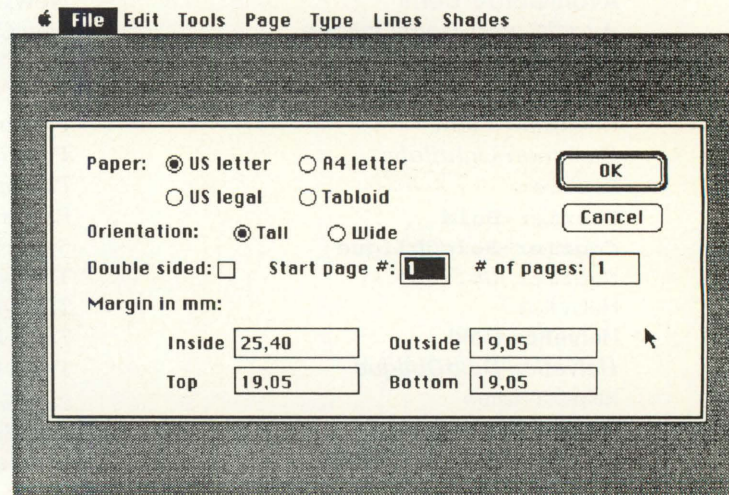 File Edit Tools Page Type Lines Shades
Paper: US letter A4 letter
US legal Tabloid
OK
Cancel
Orientation: Tall Wide
Double sided: Start page #: 1 # of pages: 1
Margin in mm:
Inside 25,40 Outside 19,05
Top 19,05 Bottom 19,05